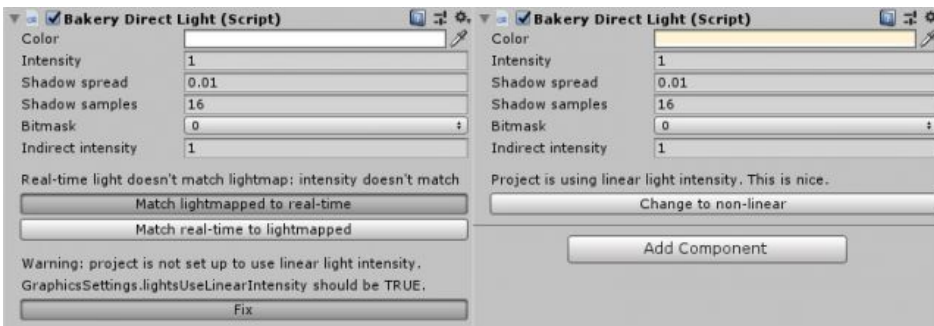 Bakery Direct Light (Script)
Color
Intensity 1
Shadow spread 0.01
Shadow samples 16
Bitmask 0
Indirect intensity 1
Real-time light doesn't match lightmap: intensity doesn't match
Match lightmapped to real-time
Match real-time to lightmapped
Warning: project is not set up to use linear light intensity.
GraphicsSettings.lightsUseLinearIntensity should be TRUE.
Fix
Bakery Direct Light (Script)
Color
Intensity 1
Shadow spread 0.01
Shadow samples 16
Bitmask 0
Indirect intensity 1
Project is using linear light intensity. This is nice.
Change to non-linear
Add Component